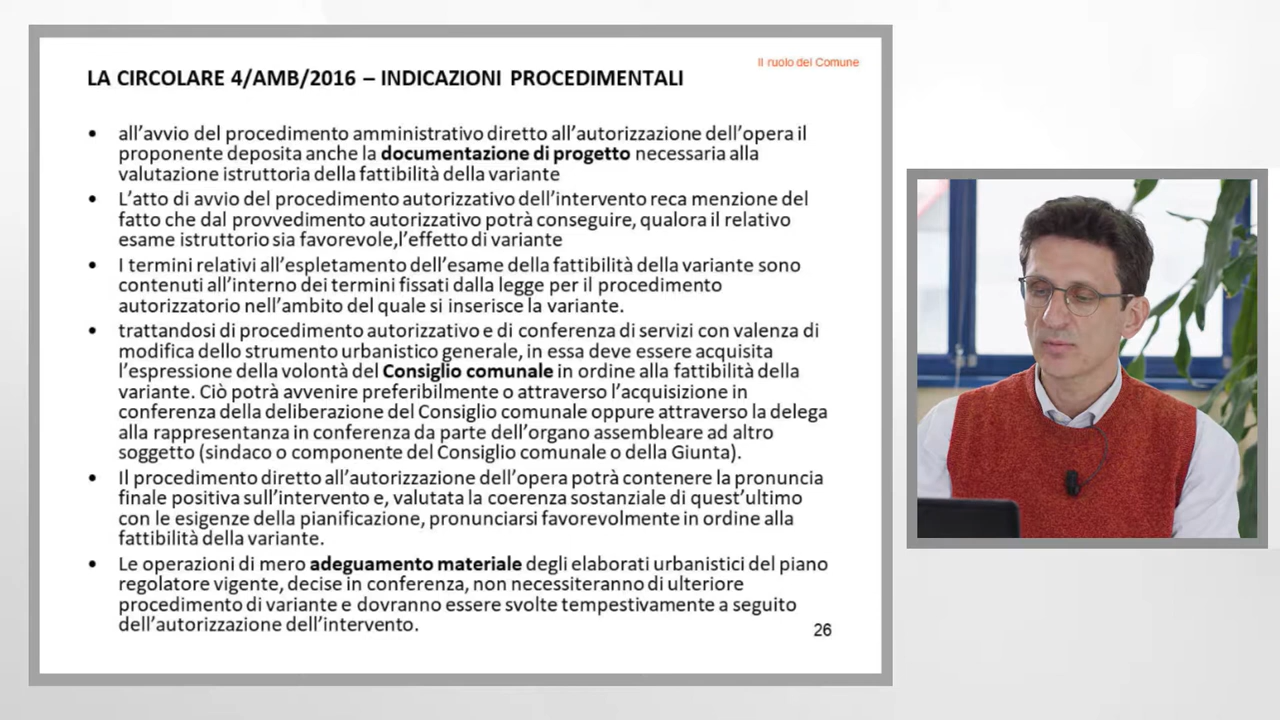 Il ruolo del Comune
LA CIRCOLARE 4/AMB/2016 – INDICAZIONI PROCEDIMENTALI
• all’avvio del procedimento amministrativo diretto all’autorizzazione dell’opera il
proponente deposita anche la documentazione di progetto necessaria alla
valutazione istruttoria della fattibilità della variante
• L’atto di avvio del procedimento autorizzativo dell’intervento reca menzione del
fatto che dal provvedimento autorizzativo potrà conseguire, qualora il relativo
esame istruttorio sia favorevole,l’effetto di variante
• I termini relativi all’espletamento dell’esame della fattibilità della variante sono
contenuti all’interno dei termini fissati dalla legge per il procedimento
autorizzatorio nell’ambito del quale si inserisce la variante.
• trattandosi di procedimento autorizzativo e di conferenza di servizi con valenza di
modifica dello strumento urbanistico generale, in essa deve essere acquisita
l’espressione della volontà del Consiglio comunale in ordine alla fattibilità della
variante. Ciò potrà avvenire preferibilmente o attraverso l’acquisizione in
conferenza della deliberazione del Consiglio comunale oppure attraverso la delega
alla rappresentanza in conferenza da parte dell’organo assembleare ad altro
soggetto (sindaco o componente del Consiglio comunale o della Giunta).
• Il procedimento diretto all’autorizzazione dell’opera potrà contenere la pronuncia
finale positiva sull’intervento e, valutata la coerenza sostanziale di quest’ultimo
con le esigenze della pianificazione, pronunciarsi favorevolmente in ordine alla
fattibilità della variante.
• Le operazioni di mero adeguamento materiale degli elaborati urbanistici del piano
regolatore vigente, decise in conferenza, non necessiteranno di ulteriore
procedimento di variante e dovranno essere svolte tempestivamente a seguito
dell’autorizzazione dell’intervento.
26